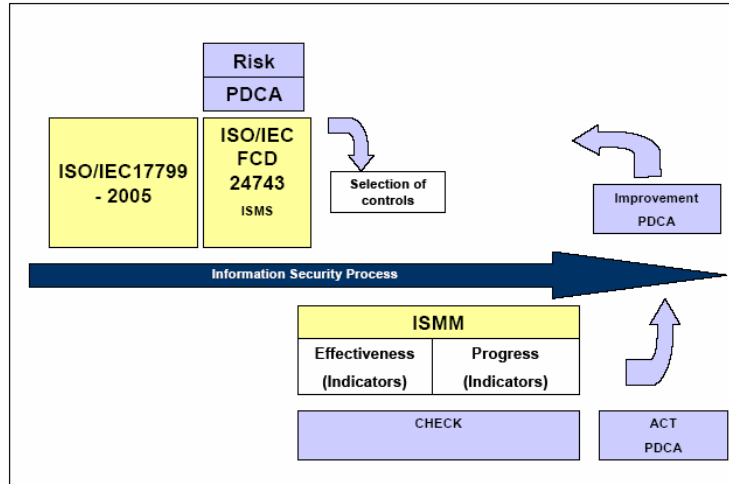 Risk
PDCA
ISO/IEC17799
- 2005
ISO/IEC
FCD
24743
ISMS
Selection of
controls
Improvement
PDCA
Information Security Process
ISMM
Effectiveness
(Indicators)
Progress
(Indicators)
CHECK
ACT
PDCA